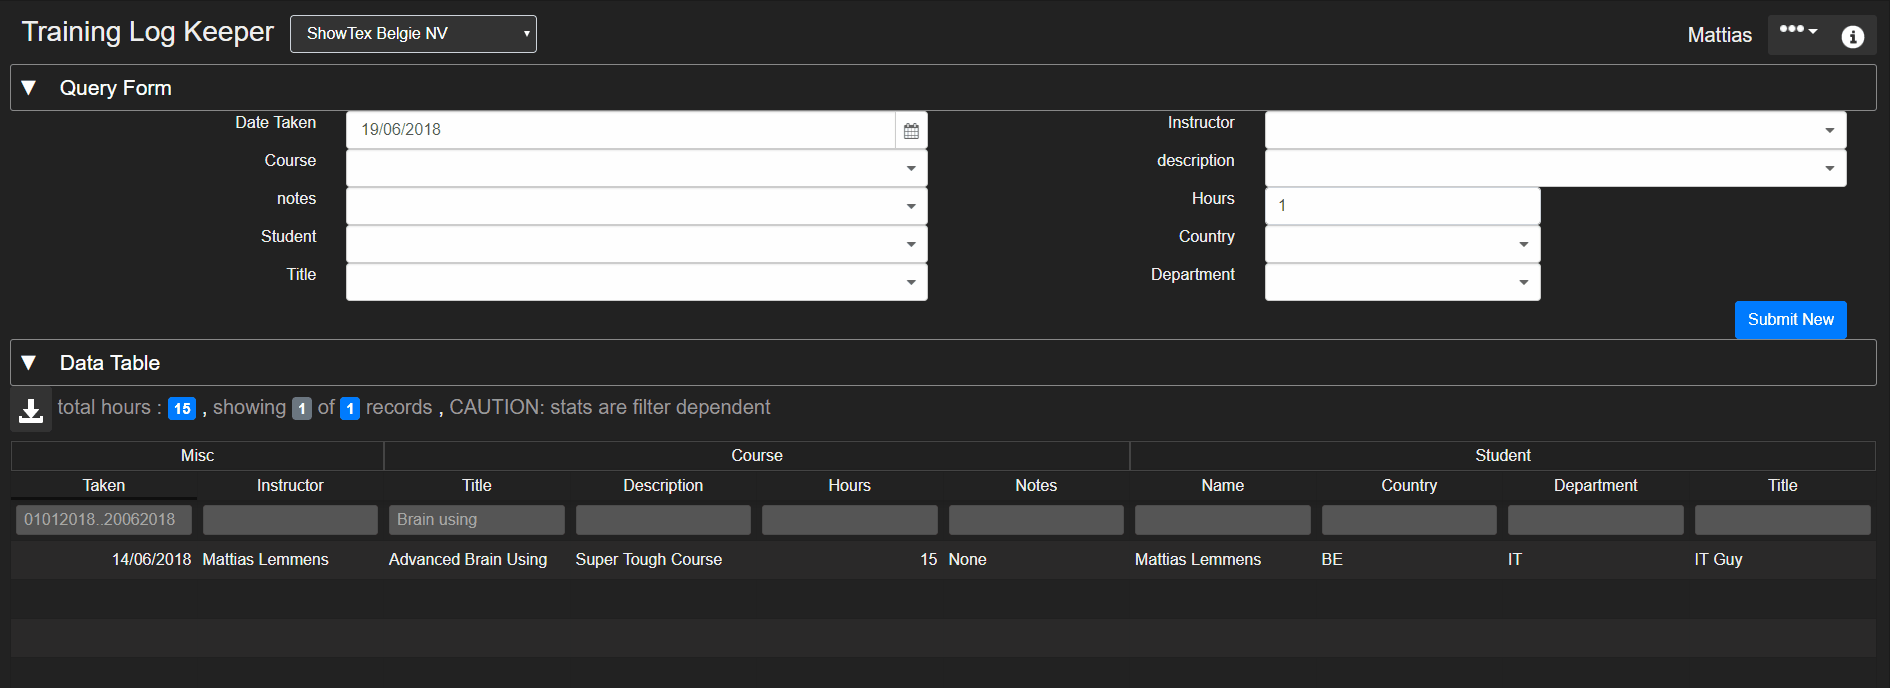 Training Log Keeper ShowTex Belgie NV Mattias
Query Form
Date Taken 19/06/2018 Instructor
Course description
notes Hours 1
Student Country
Title Department
Submit New
Data Table
total hours : 15 , showing 1 of 1 records , CAUTION: stats are filter dependent
Misc Course Student
Taken Instructor Title Description Hours Notes Name Country Department Title
01012018..20062018 Brain using
14/06/2018 Mattias Lemmens Advanced Brain Using Super Tough Course 15 None Mattias Lemmens BE IT IT Guy